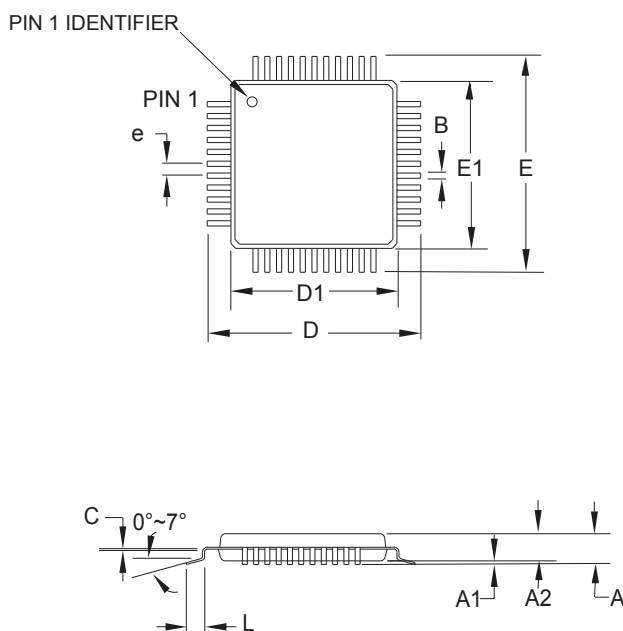 PIN 1 IDENTIFIER
PIN 1
e
B
E1
E
D1
D
C
0°~7°
A1
A2
A
L